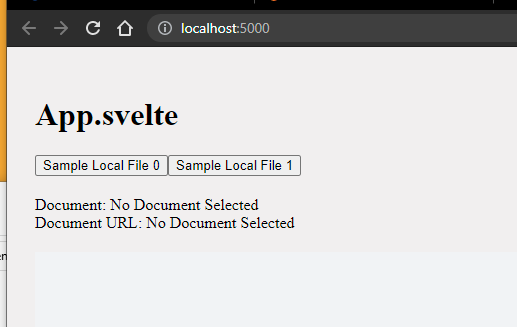 localhost:5000
App.svelte
Sample Local File 0 Sample Local File 1
Document: No Document Selected
Document URL: No Document Selected
en